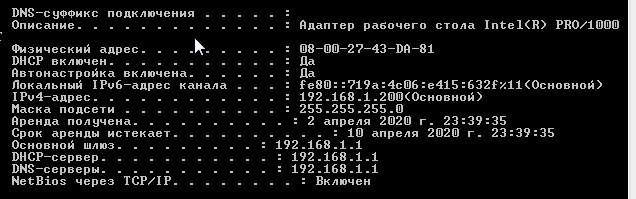 DNS-суффикс подключения . . . . . :
Описание. . . . . . . . . . . . . : Адаптер рабочего стола Intel(R) PRO/1000
Физический адрес. . . . . . . . . : 08-00-27-43-DA-81
DHCP включен. . . . . . . . . . . : Да
Автонастройка включена. . . . . . : Да
Локальный IPv6-адрес канала . . . : fe80::719a:4c06:e415:632f%11(Основной)
IPv4-адрес. . . . . . . . . . . . : 192.168.1.200(Основной)
Маска подсети . . . . . . . . . . : 255.255.255.0
Аренда получена. . . . . . . . . . : 2 апреля 2020 г. 23:39:35
Срок аренды истекает. . . . . . . . . . : 10 апреля 2020 г. 23:39:35
Основной шлюз. . . . . . . . . : 192.168.1.1
DHCP-сервер. . . . . . . . . . . : 192.168.1.1
DNS-серверы. . . . . . . . . . . : 192.168.1.1
NetBios через TCP/IP. . . . . . . . : Включен